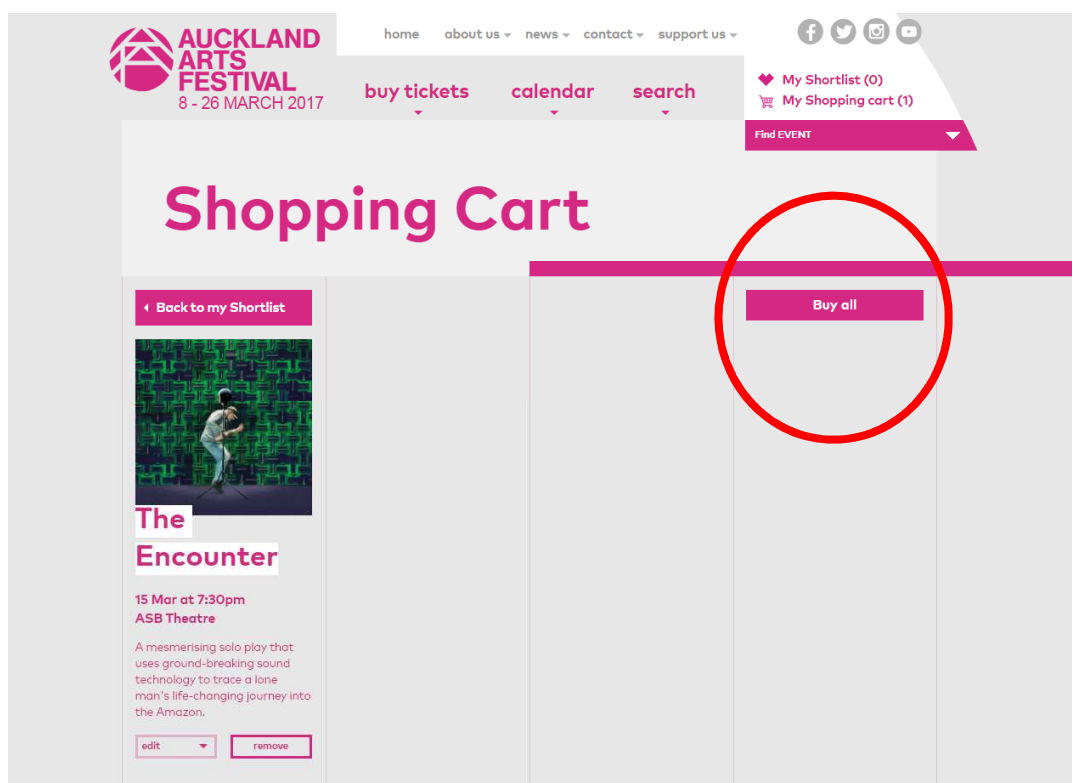 AUCKLAND
ARTS
FESTIVAL
8 - 26 MARCH 2017
home about us news contact support us
buy tickets calendar search
My Shortlist (0)
My Shopping cart (1)
Find EVENT
Shopping Cart
Back to my Shortlist
Buy all
The
Encounter
15 Mar at 7:30pm
ASB Theatre
A mesmerising solo play that
uses ground-breaking sound
technology to trace a lone
man's life-changing journey into
the Amazon.
edit remove